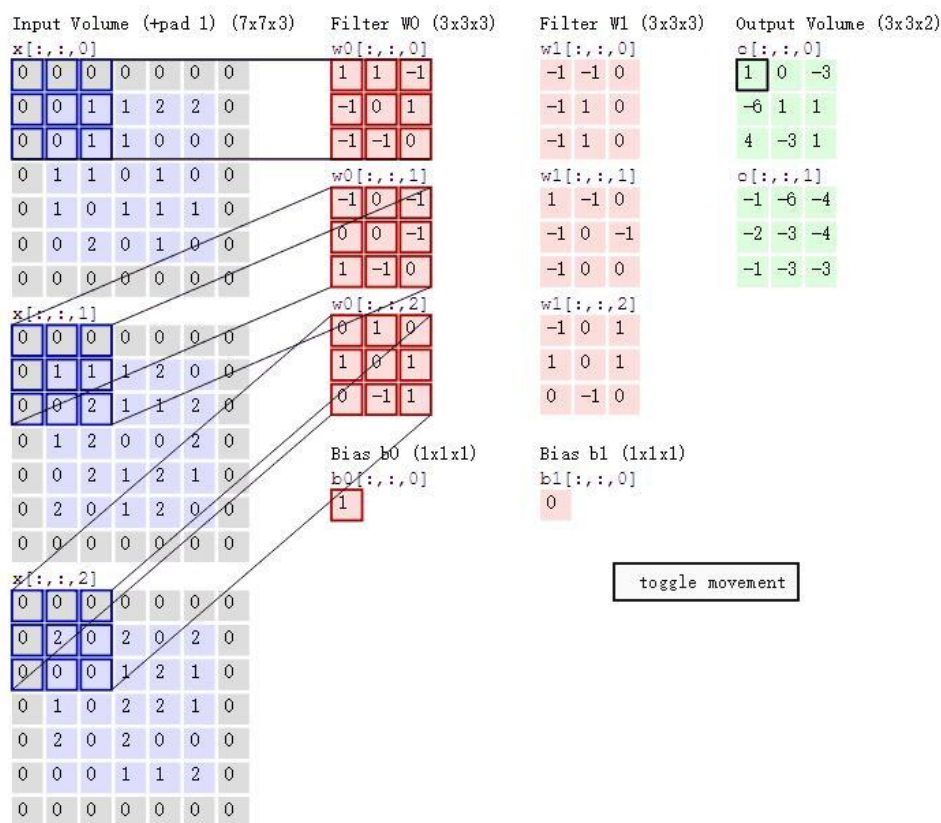 Input Volume (+pad 1) (7x7x3)
x[:,:,0]
0 0 0 0 0 0 0
0 0 1 1 2 2 0
0 0 1 1 0 0 0
0 1 1 0 1 0 0
0 1 0 1 1 1 0
0 0 2 0 1 0 0
0 0 0 0 0 0 0
x[:,:,1]
0 0 0 0 0 0 0
0 1 1 1 2 0 0
0 0 2 1 1 2 0
0 1 2 0 0 2 0
0 0 2 1 2 1 0
0 2 0 1 2 0 0
0 0 0 0 0 0 0
x[:,:,2]
0 0 0 0 0 0 0
0 2 0 2 0 2 0
0 0 0 1 2 1 0
0 1 0 2 2 1 0
0 2 0 2 0 0 0
0 0 0 1 1 2 0
0 0 0 0 0 0 0
Filter W0 (3x3x3)
w0[:,:,0]
1 1 -1
-1 0 1
-1 -1 0
w0[:,:,1]
-1 0 -1
0 0 -1
1 -1 0
w0[:,:,2]
0 1 0
1 0 1
0 -1 1
Bias b0 (1x1x1)
b0[:,:,0]
1
Filter W1 (3x3x3)
w1[:,:,0]
-1 -1 0
-1 1 0
-1 1 0
w1[:,:,1]
1 -1 0
-1 0 -1
-1 0 0
w1[:,:,2]
-1 0 1
1 0 1
0 -1 0
Bias b1 (1x1x1)
b1[:,:,0]
0
Output Volume (3x3x2)
o[:,:,0]
1 0 -3
-6 1 1
4 -3 1
o[:,:,1]
-1 -6 -4
-2 -3 -4
-1 -3 -3
toggle movement